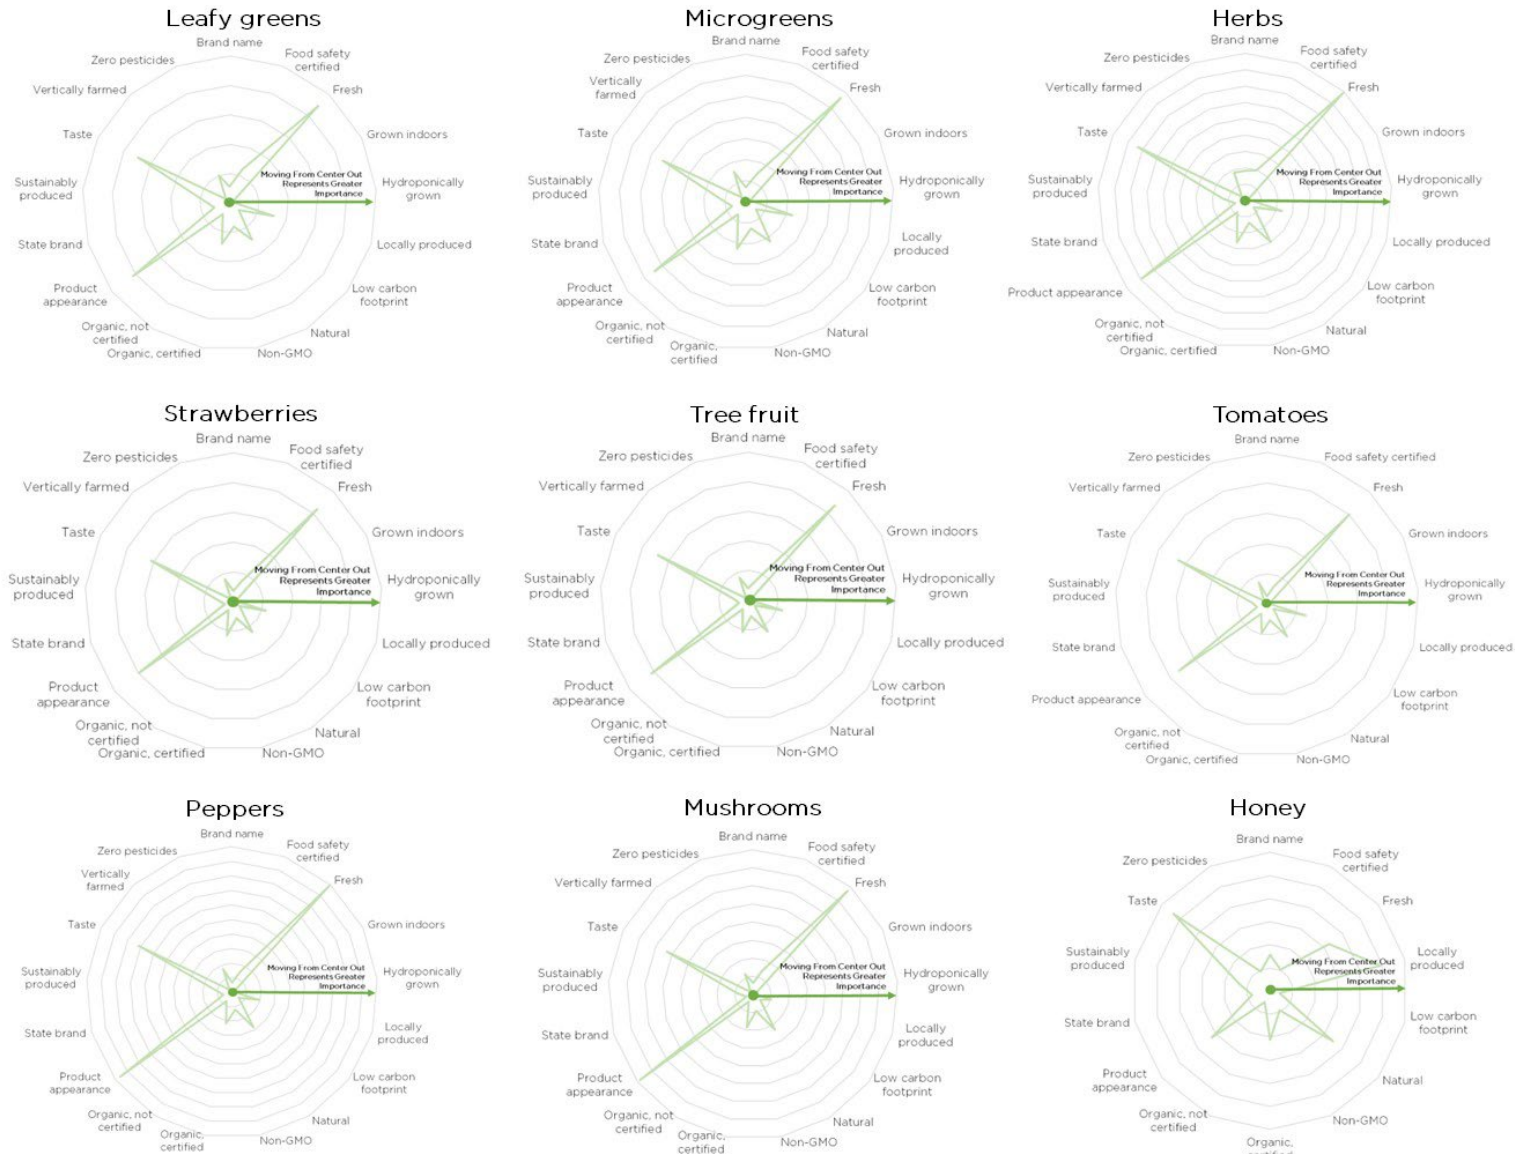 Leafy greens
Brand name
Food safety
certified
Fresh
Grown indoors
Hydroponically
grown
Locally produced
Low carbon
footprint
Natural
Non-GMO
Organic, certified
Organic, not
certified
Product
appearance
State brand
Sustainably
produced
Taste
Vertically farmed
Zero pesticides
Moving From Center Out
Represents Greater
Importance
Microgreens
Brand name
Food safety
certified
Fresh
Grown indoors
Hydroponically
grown
Locally
produced
Low carbon
footprint
Natural
Non-GMO
Organic,
certified
Organic, not
certified
Product
appearance
State brand
Sustainably
produced
Taste
Vertically
farmed
Zero pesticides
Moving From Center Out
Represents Greater
Importance
Herbs
Brand name
Food safety
certified
Fresh
Grown indoors
Hydroponically
grown
Locally produced
Low carbon
footprint
Natural
Non-GMO
Organic, certified
Organic, not
certified
Product appearance
State brand
Sustainably
produced
Taste
Vertically farmed
Zero pesticides
Moving From Center Out
Represents Greater
Importance
Strawberries
Brand name
Food safety
certified
Fresh
Grown indoors
Hydroponically
grown
Locally produced
Low carbon
footprint
Natural
Non-GMO
Organic, certified
Organic, not
certified
Product
appearance
State brand
Sustainably
produced
Taste
Vertically farmed
Zero pesticides
Moving From Center Out
Represents Greater
Importance
Tree fruit
Brand name
Food safety
certified
Fresh
Grown indoors
Hydroponically
grown
Locally produced
Low carbon
footprint
Natural
Non-GMO
Organic, certified
Organic, not
certified
Product
appearance
State brand
Sustainably
produced
Taste
Vertically farmed
Zero pesticides
Moving From Center Out
Represents Greater
Importance
Tomatoes
Brand name
Food safety certified
Fresh
Grown indoors
Hydroponically
grown
Locally produced
Low carbon
footprint
Natural
Non-GMO
Organic, certified
Organic, not
certified
Product appearance
State brand
Sustainably
produced
Taste
Vertically farmed
Zero pesticides
Moving From Center Out
Represents Greater
Importance
Peppers
Brand name
Food safety
certified
Fresh
Grown indoors
Hydroponically
grown
Locally
produced
Low carbon
footprint
Natural
Non-GMO
Organic,
certified
Organic, not
certified
Product
appearance
State brand
Sustainably
produced
Taste
Vertically
farmed
Zero pesticides
Moving From Center Out
Represents Greater
Importance
Mushrooms
Brand name
Food safety
certified
Fresh
Grown indoors
Hydroponically
grown
Locally
produced
Low carbon
footprint
Natural
Non-GMO
Organic,
certified
Organic, not
certified
Product
appearance
State brand
Sustainably
produced
Taste
Vertically farmed
Zero pesticides
Moving From Center Out
Represents Greater
Importance
Honey
Brand name
Food safety
certified
Fresh
Locally
produced
Low carbon
footprint
Natural
Non-GMO
Organic,
Organic, not
certified
Product
appearance
State brand
Sustainably
produced
Taste
Zero pesticides
Moving From Center Out
Represents Greater
Importance